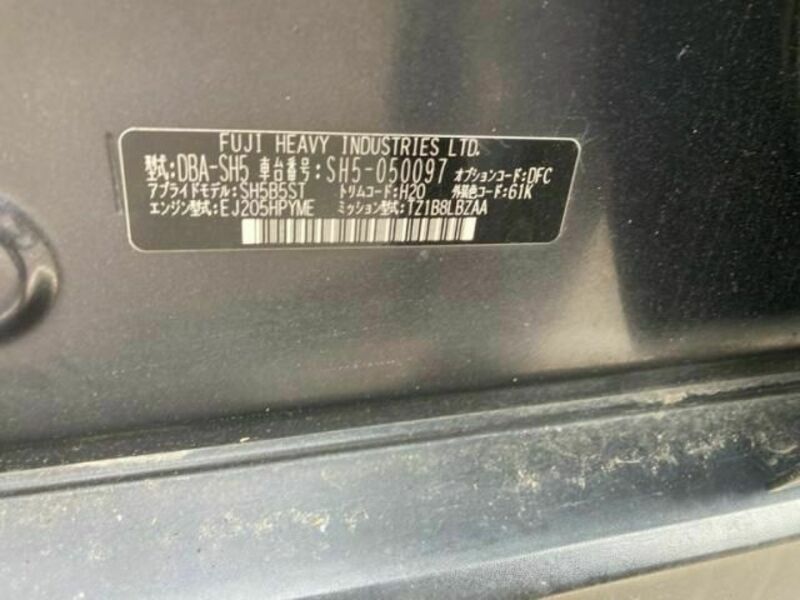 FUJI HEAVY INDUSTRIES LTD.
型式:DBA-SH5 車台番号:SH5-050097 オプションコード:DFC
アプライドモデル:SH5B5ST トリムコード:H20 外装色コード:61K
エンジン型式:EJ205HPYME ミッション型式:TZ1B8LBZAA